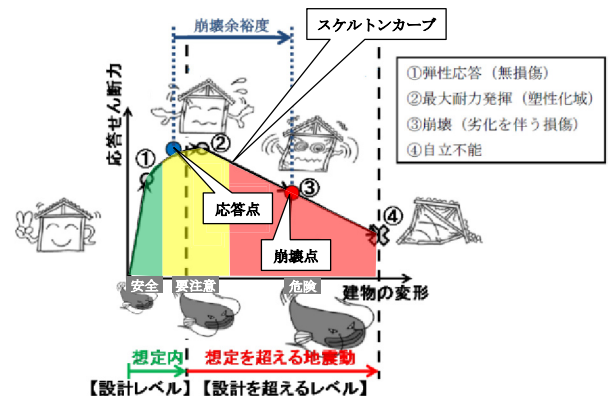 崩壊余裕度
スケルトンカーブ
①弾性応答（無損傷）
②最大耐力発揮（塑性化域）
③崩壊（劣化を伴う損傷）
④自立不能
応答せん断力
①
②
③
④
応答点
崩壊点
安全
要注意
危険
建物の変形
想定内
想定を超える地震動
【設計レベル】
【設計を超えるレベル】